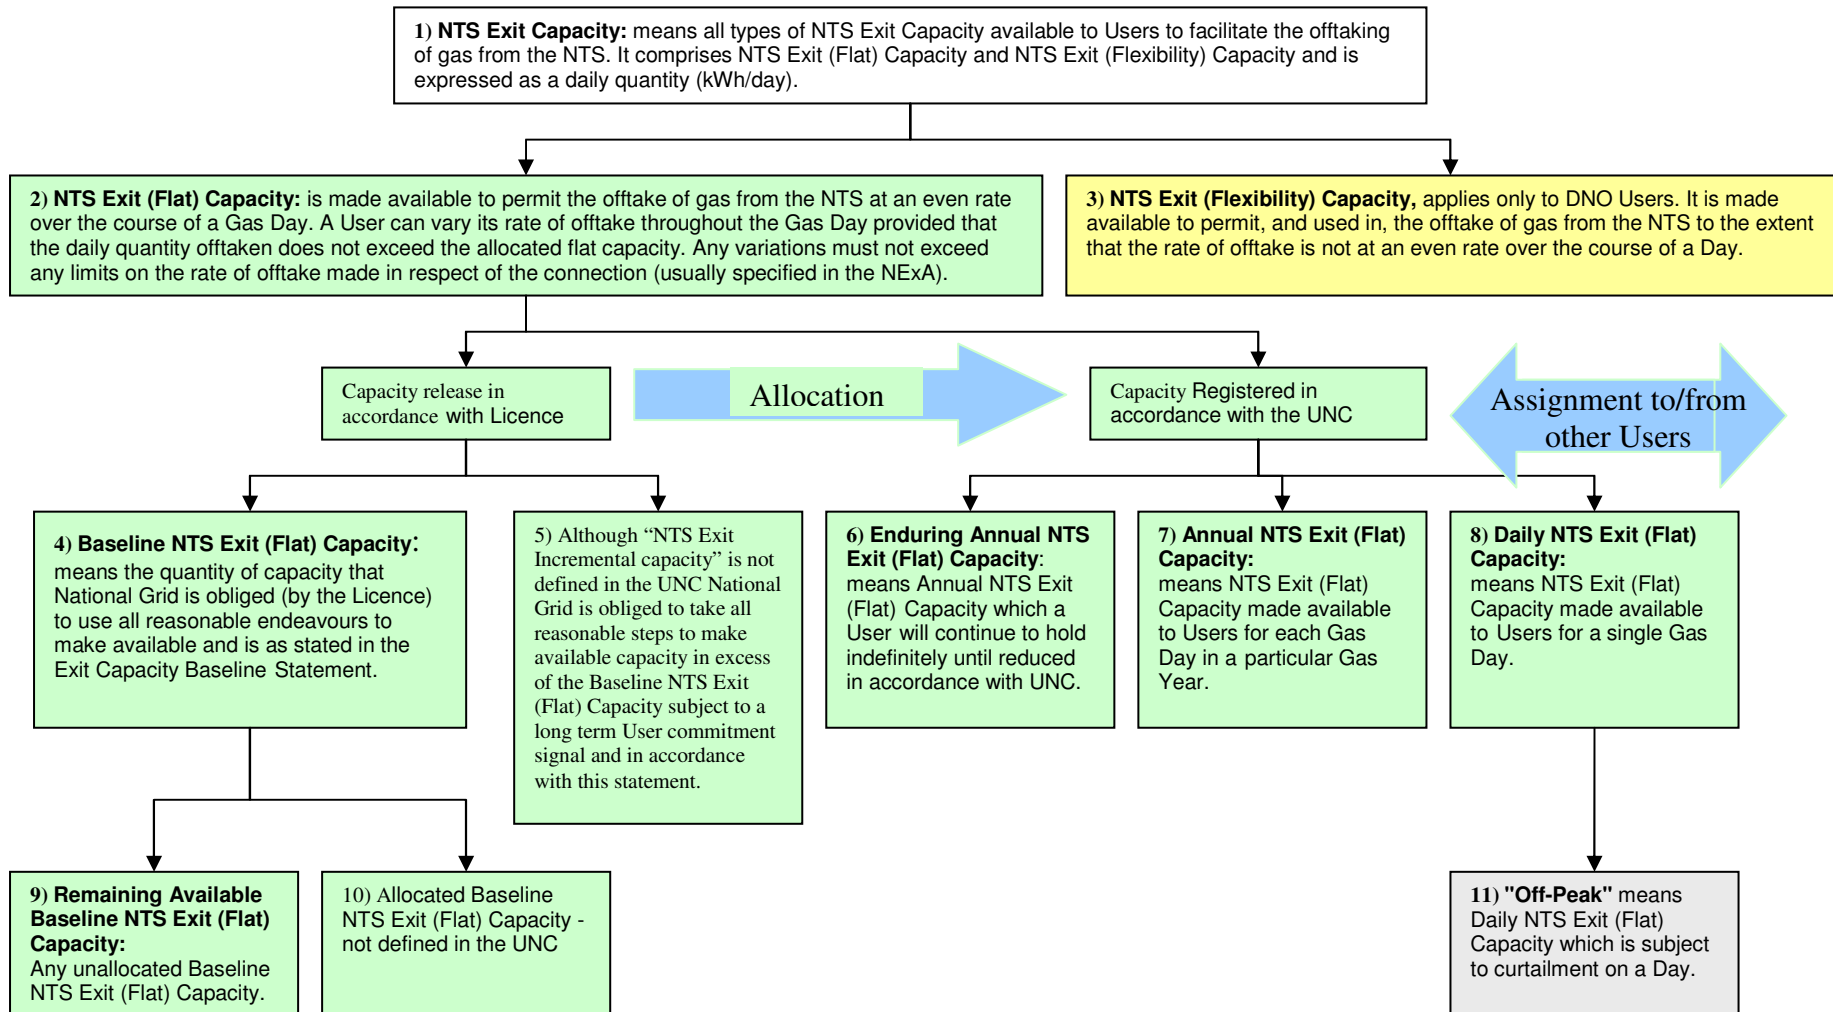 1) NTS Exit Capacity: means all types of NTS Exit Capacity available to Users to facilitate the offtaking
of gas from the NTS. It comprises NTS Exit (Flat) Capacity and NTS Exit (Flexibility) Capacity and is
expressed as a daily quantity (kWh/day).
2) NTS Exit (Flat) Capacity: is made available to permit the offtake of gas from the NTS at an even rate
over the course of a Gas Day. A User can vary its rate of offtake throughout the Gas Day provided that
the daily quantity offtaken does not exceed the allocated flat capacity. Any variations must not exceed
any limits on the rate of offtake made in respect of the connection (usually specified in the NExA).
3) NTS Exit (Flexibility) Capacity, applies only to DNO Users. It is made
available to permit, and used in, the offtake of gas from the NTS to the extent
that the rate of offtake is not at an even rate over the course of a Day.
Capacity release in
accordance with Licence
Allocation
Capacity Registered in
accordance with the UNC
Assignment to/from
other Users
4) Baseline NTS Exit (Flat) Capacity:
means the quantity of capacity that
National Grid is obliged (by the Licence)
to use all reasonable endeavours to
make available and is as stated in the
Exit Capacity Baseline Statement.
5) Although “NTS Exit
Incremental capacity” is not
defined in the UNC National
Grid is obliged to take all
reasonable steps to make
available capacity in excess
of the Baseline NTS Exit
(Flat) Capacity subject to a
long term User commitment
signal and in accordance
with this statement.
6) Enduring Annual NTS
Exit (Flat) Capacity:
means Annual NTS Exit
(Flat) Capacity which a
User will continue to hold
indefinitely until reduced
in accordance with UNC.
7) Annual NTS Exit (Flat)
Capacity:
means NTS Exit (Flat)
Capacity made available
to Users for each Gas
Day in a particular Gas
Year.
8) Daily NTS Exit (Flat)
Capacity:
means NTS Exit (Flat)
Capacity made available
to Users for a single Gas
Day.
9) Remaining Available
Baseline NTS Exit (Flat)
Capacity:
Any unallocated Baseline
NTS Exit (Flat) Capacity.
10) Allocated Baseline
NTS Exit (Flat) Capacity -
not defined in the UNC
11) "Off-Peak" means
Daily NTS Exit (Flat)
Capacity which is subject
to curtailment on a Day.